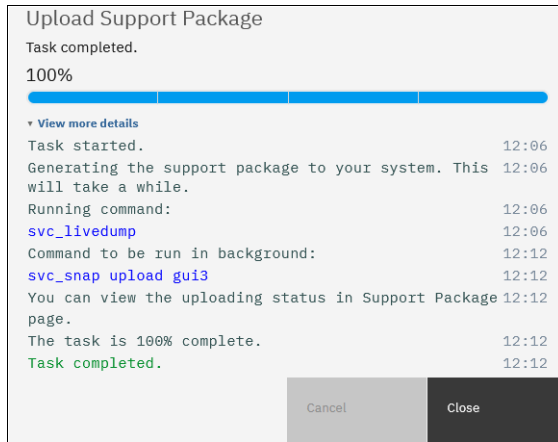 Upload Support Package
Task completed.
100%
▾ View more details
Task started. 12:06
Generating the support package to your system. This 12:06
will take a while.
Running command: 12:06
svc_livedump 12:06
Command to be run in background: 12:12
svc_snap upload gui3 12:12
You can view the uploading status in Support Package 12:12
page.
The task is 100% complete. 12:12
Task completed. 12:12
Cancel Close